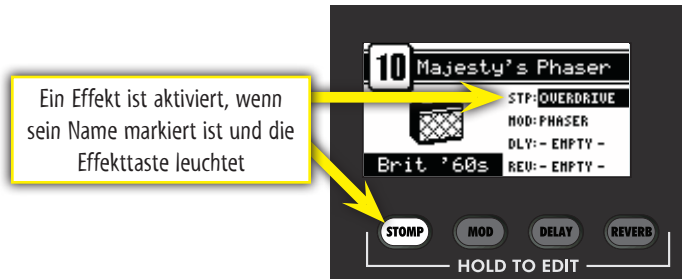 Ein Effekt ist aktiviert, wenn
sein Name markiert ist und die
Effekttaste leuchtet
10 Majesty's Phaser
STP:OVERDRIVE
MOD:PHASER
DLY:- EMPTY -
Brit '60s
REV:- EMPTY -
STOMP MOD DELAY REVERB
HOLD TO EDIT